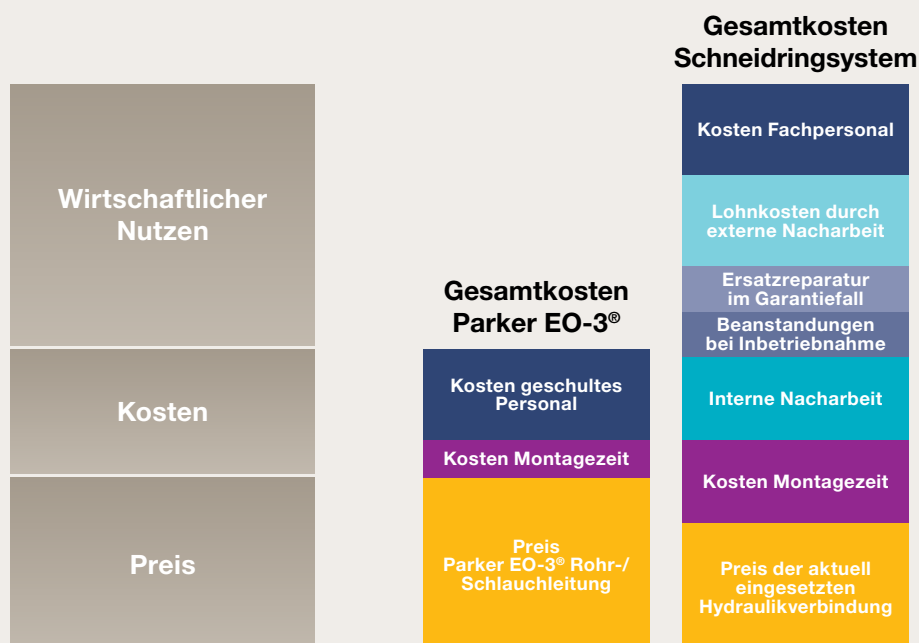 Wirtschaftlicher
Nutzen
Kosten
Preis
Gesamtkosten
Parker EO-3®
Kosten geschultes
Personal
Kosten Montagezeit
Preis
Parker EO-3® Rohr-/
Schlauchleitung
Gesamtkosten
Schneidringsystem
Kosten Fachpersonal
Lohnkosten durch
externe Nacharbeit
Ersatzreparatur
im Garantiefall
Beanstandungen
bei Inbetriebnahme
Interne Nacharbeit
Kosten Montagezeit
Preis der aktuell
eingesetzten
Hydraulikverbindung